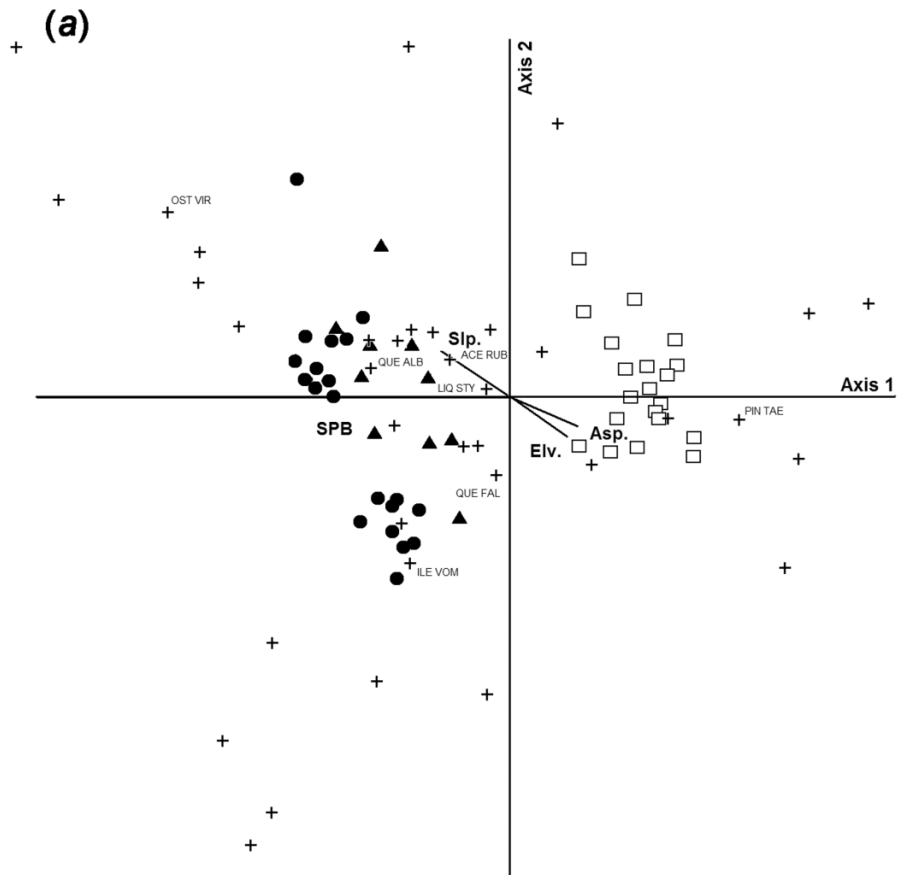 (a)
Axis 2
OST VIR
Slp.
ACE RUB
QUE ALB
LIQ STY
Axis 1
PIN TAE
SPB
Asp.
Elv.
QUE FAL
ILE VOM